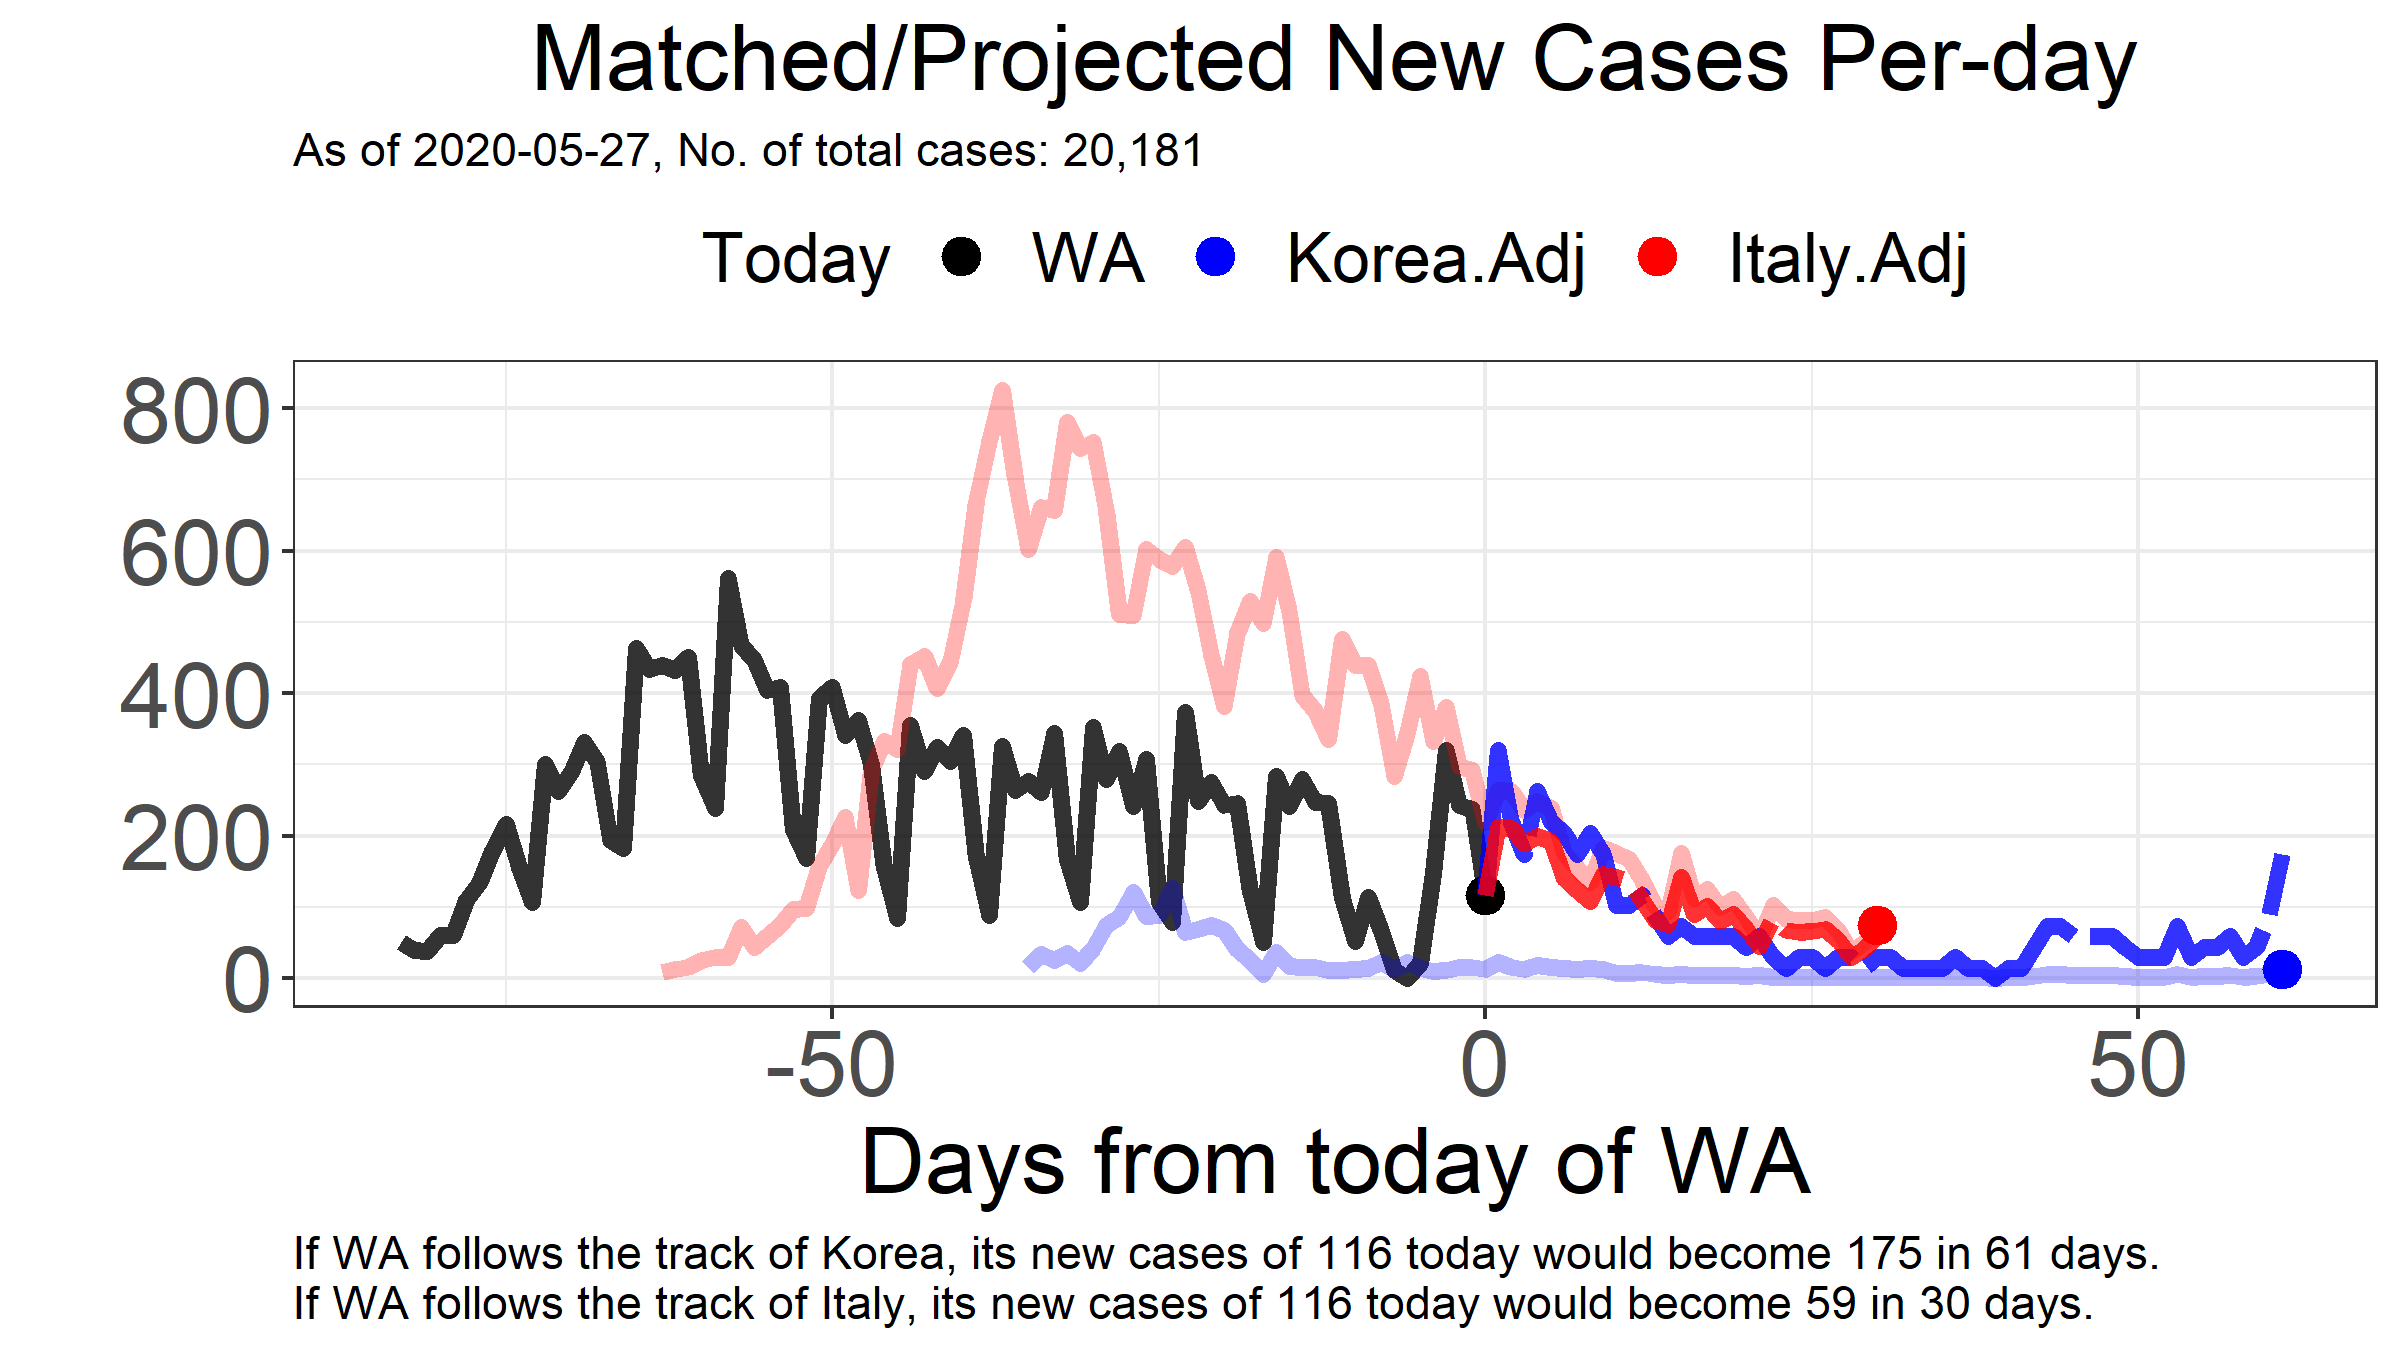 Matched/Projected New Cases Per-day
As of 2020-05-27, No. of total cases: 20,181
Today WA Korea.Adj Italy.Adj
800
600
400
200
0
-50 0 50
Days from today of WA
If WA follows the track of Korea, its new cases of 116 today would become 175 in 61 days.
If WA follows the track of Italy, its new cases of 116 today would become 59 in 30 days.